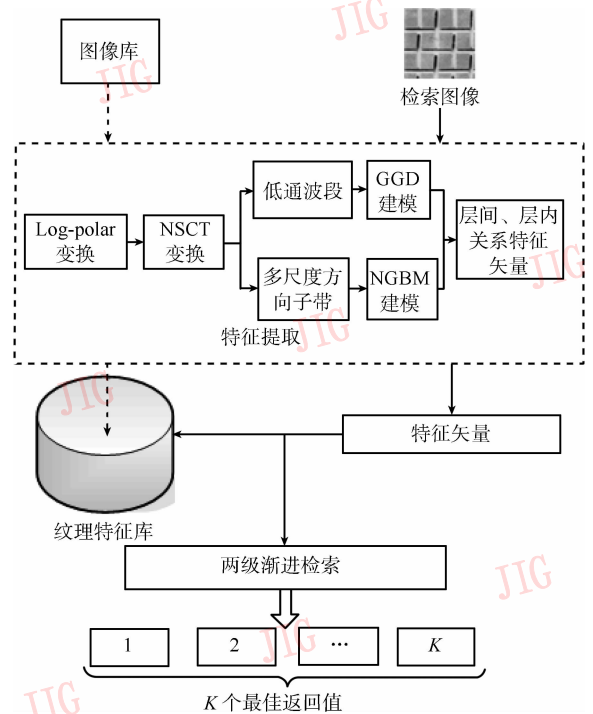 JIG
图像库
JIG
检索图像
Log-polar
变换
NSCT
变换
低通波段
GGD
建模
多尺度方
向子带
NGBM
建模
层间、层内
关系特征
矢量
JIG
特征提取
JIG
JIG
特征矢量
纹理特征库
两级渐进检索
JIG
1
2
JIG
…
K
K 个最佳返回值
JIG